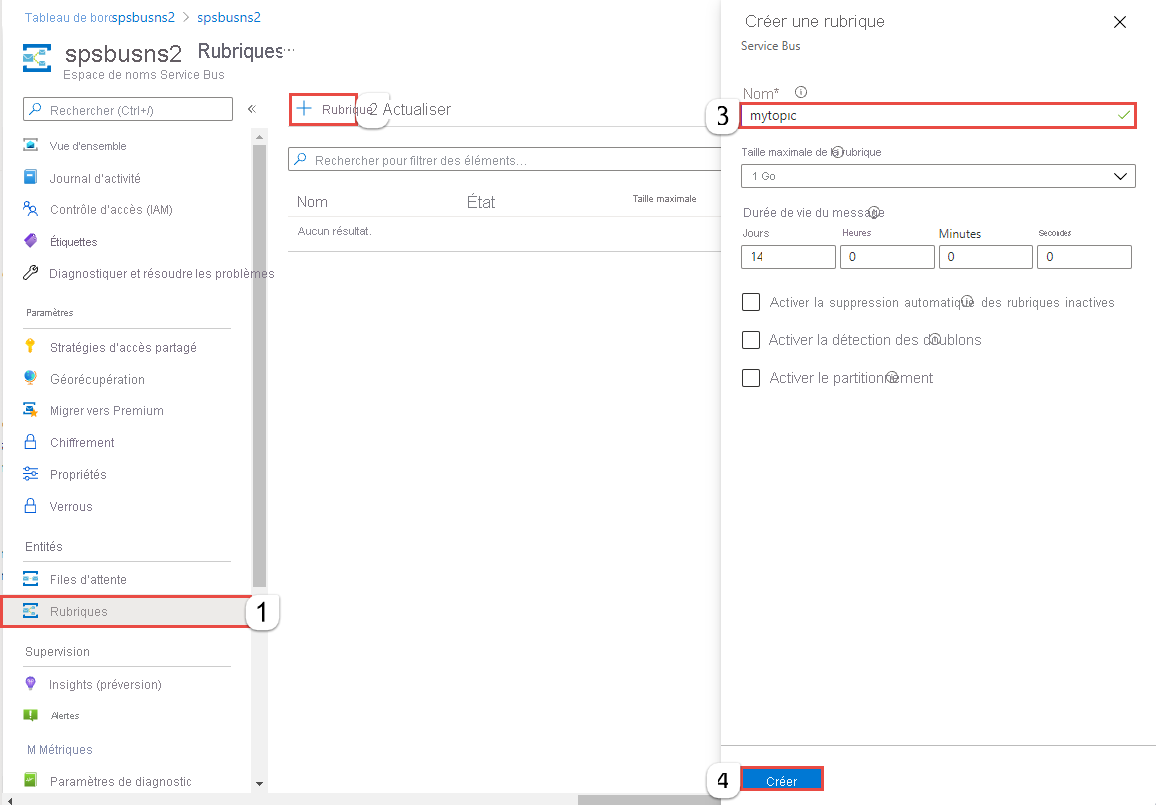 Tableau de bord spsbusns2 > spsbusns2
spsbusns2 Rubriques ...
Espace de noms Service Bus
Rechercher (Ctrl+/) «
Vue d'ensemble
Journal d'activité
Contrôle d'accès (IAM)
Étiquettes
Diagnostiquer et résoudre les problèmes
Paramètres
Stratégies d'accès partagé
Géorécupération
Migrer vers Premium
Chiffrement
Propriétés
Verrous
Entités
Files d'attente
Rubriques
1
Supervision
Insights (préversion)
Alertes
M Métriques
Paramètres de diagnostic
+ Rubrique 2 Actualiser
Rechercher pour filtrer des éléments...
Nom État Taille maximale
Aucun résultat.
Créer une rubrique
Service Bus
Nom*
3 mytopic
Taille maximale de la rubrique
1 Go
Durée de vie du message
Jours Heures Minutes Secondes
14 0 0 0
Activer la suppression automatique des rubriques inactives
Activer la détection des doublons
Activer le partitionnement
4 Créer